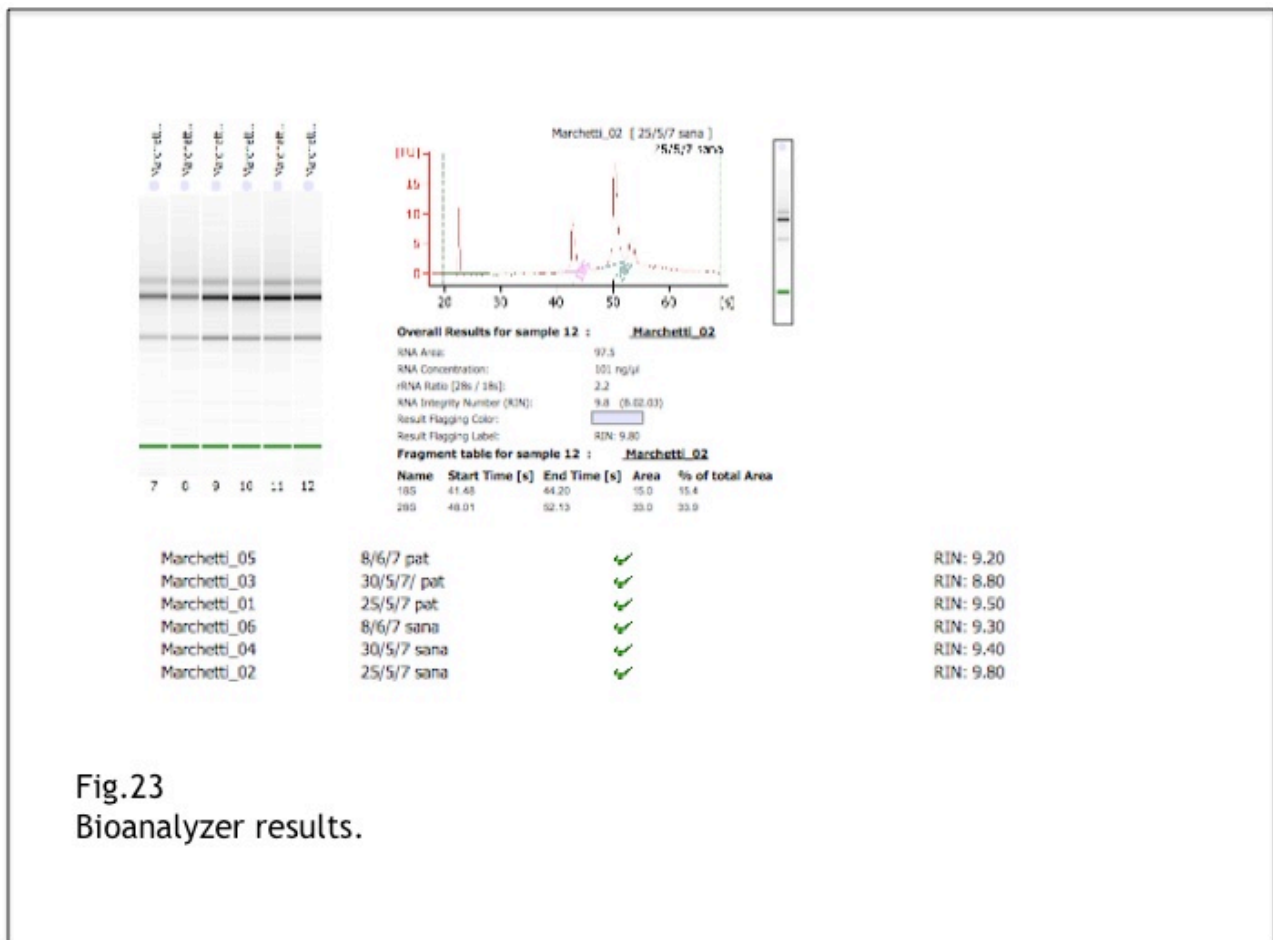 Marchetti_02 [ 25/5/7 sana ]
25/5/7 sana
[FU]
15
10
5
0
20 30 40 50 60 [s]
7 8 9 10 11 12
Overall Results for sample 12 : Marchetti_02
RNA Area: 97.5
RNA Concentration: 101 ng/µl
rRNA Ratio [28s / 18s]: 2.2
RNA Integrity Number (RIN): 9.8 (B.02.03)
Result Flagging Color:
Result Flagging Label: RIN: 9.80
Fragment table for sample 12 : Marchetti_02
Name Start Time [s] End Time [s] Area % of total Area
18S 41.48 44.20 15.0 15.4
28S 48.01 52.13 33.0 33.9
Marchetti_05 8/6/7 pat RIN: 9.20
Marchetti_03 30/5/7/ pat RIN: 8.80
Marchetti_01 25/5/7 pat RIN: 9.50
Marchetti_06 8/6/7 sana RIN: 9.30
Marchetti_04 30/5/7 sana RIN: 9.40
Marchetti_02 25/5/7 sana RIN: 9.80
Fig.23
Bioanalyzer results.